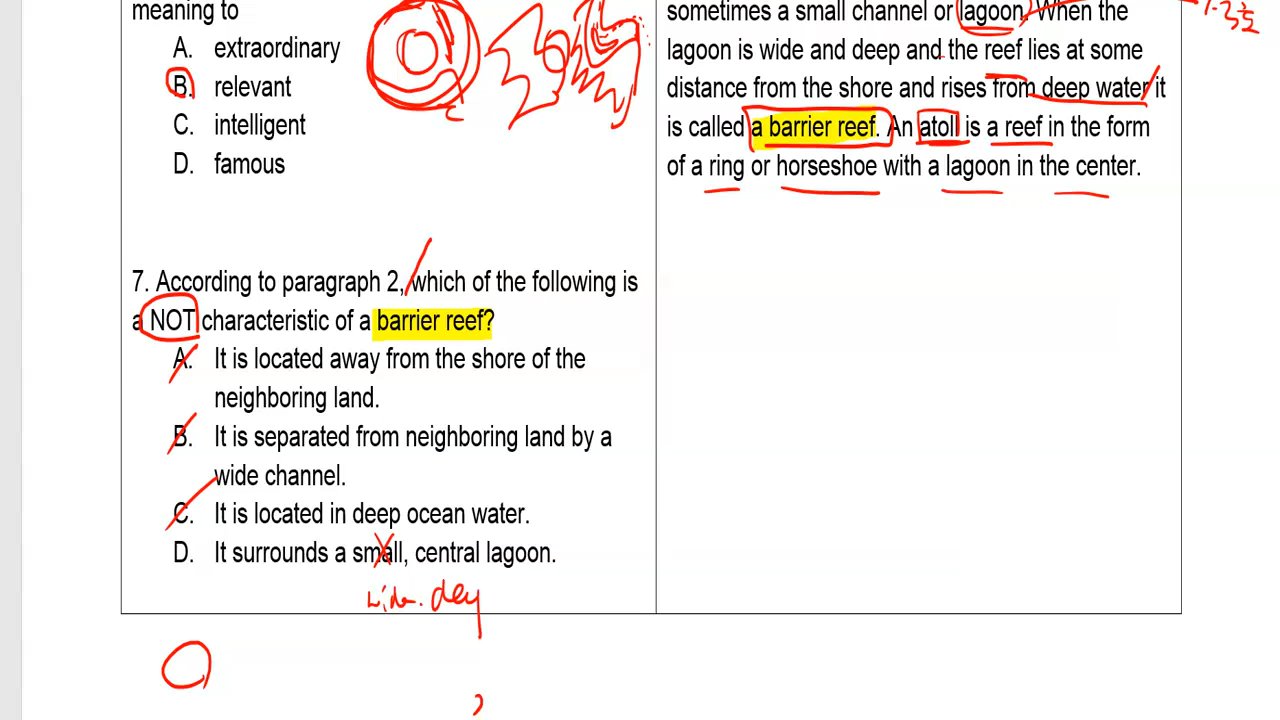 meaning to
A. extraordinary
B. relevant
C. intelligent
D. famous
7. According to paragraph 2, which of the following is
a NOT characteristic of a barrier reef?
A. It is located away from the shore of the
neighboring land.
B. It is separated from neighboring land by a
wide channel.
C. It is located in deep ocean water.
D. It surrounds a small, central lagoon.
sometimes a small channel or lagoon. When the
lagoon is wide and deep and the reef lies at some
distance from the shore and rises from deep water it
is called a barrier reef. An atoll is a reef in the form
of a ring or horseshoe with a lagoon in the center.